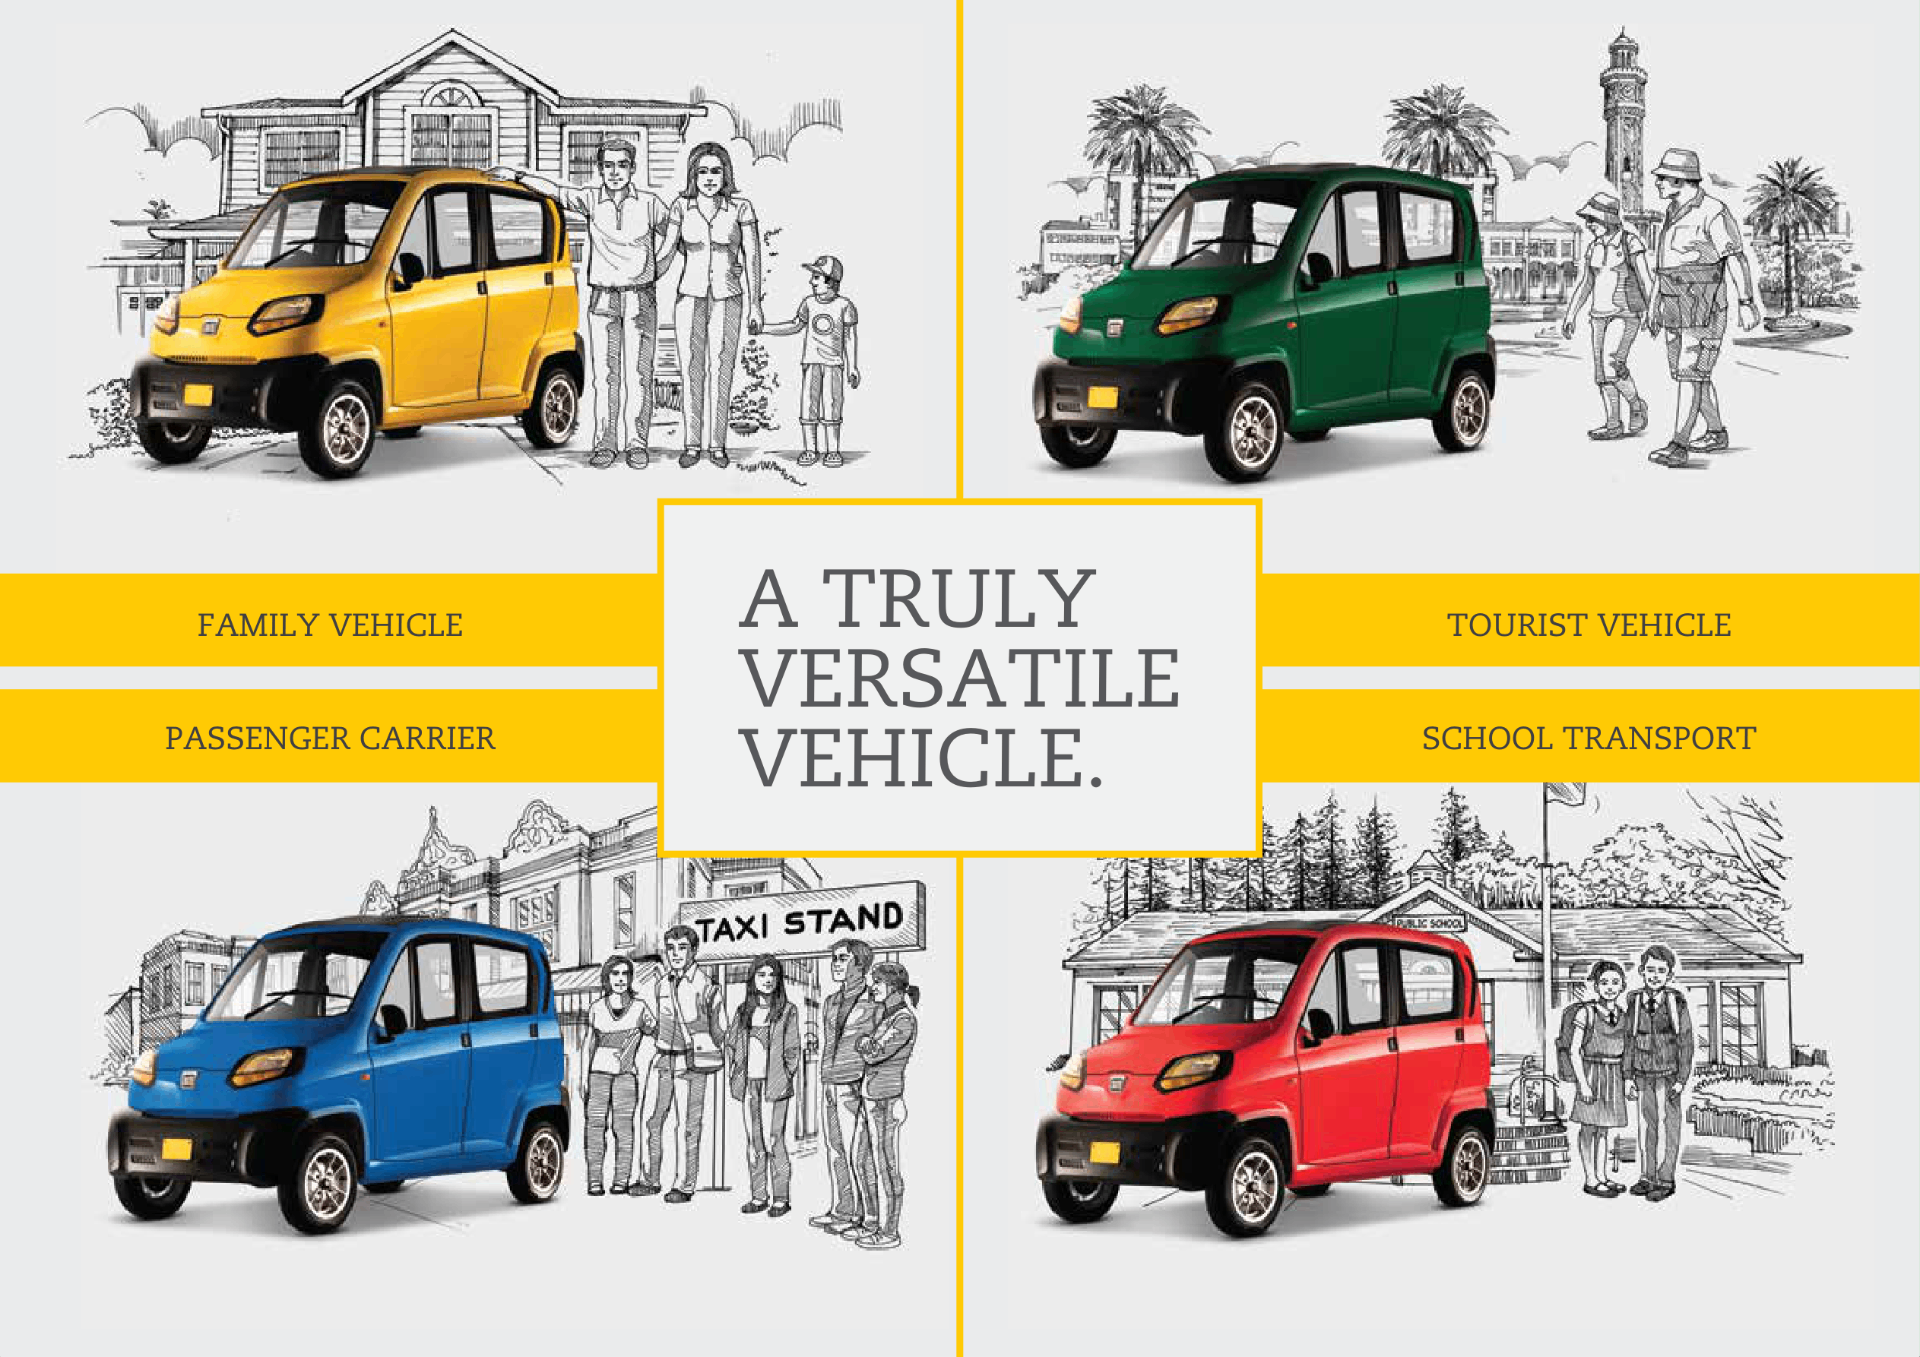 FAMILY VEHICLE
PASSENGER CARRIER
A TRULY
VERSATILE
VEHICLE.
TOURIST VEHICLE
SCHOOL TRANSPORT
TAXI STAND
PUBLIC SCHOOL